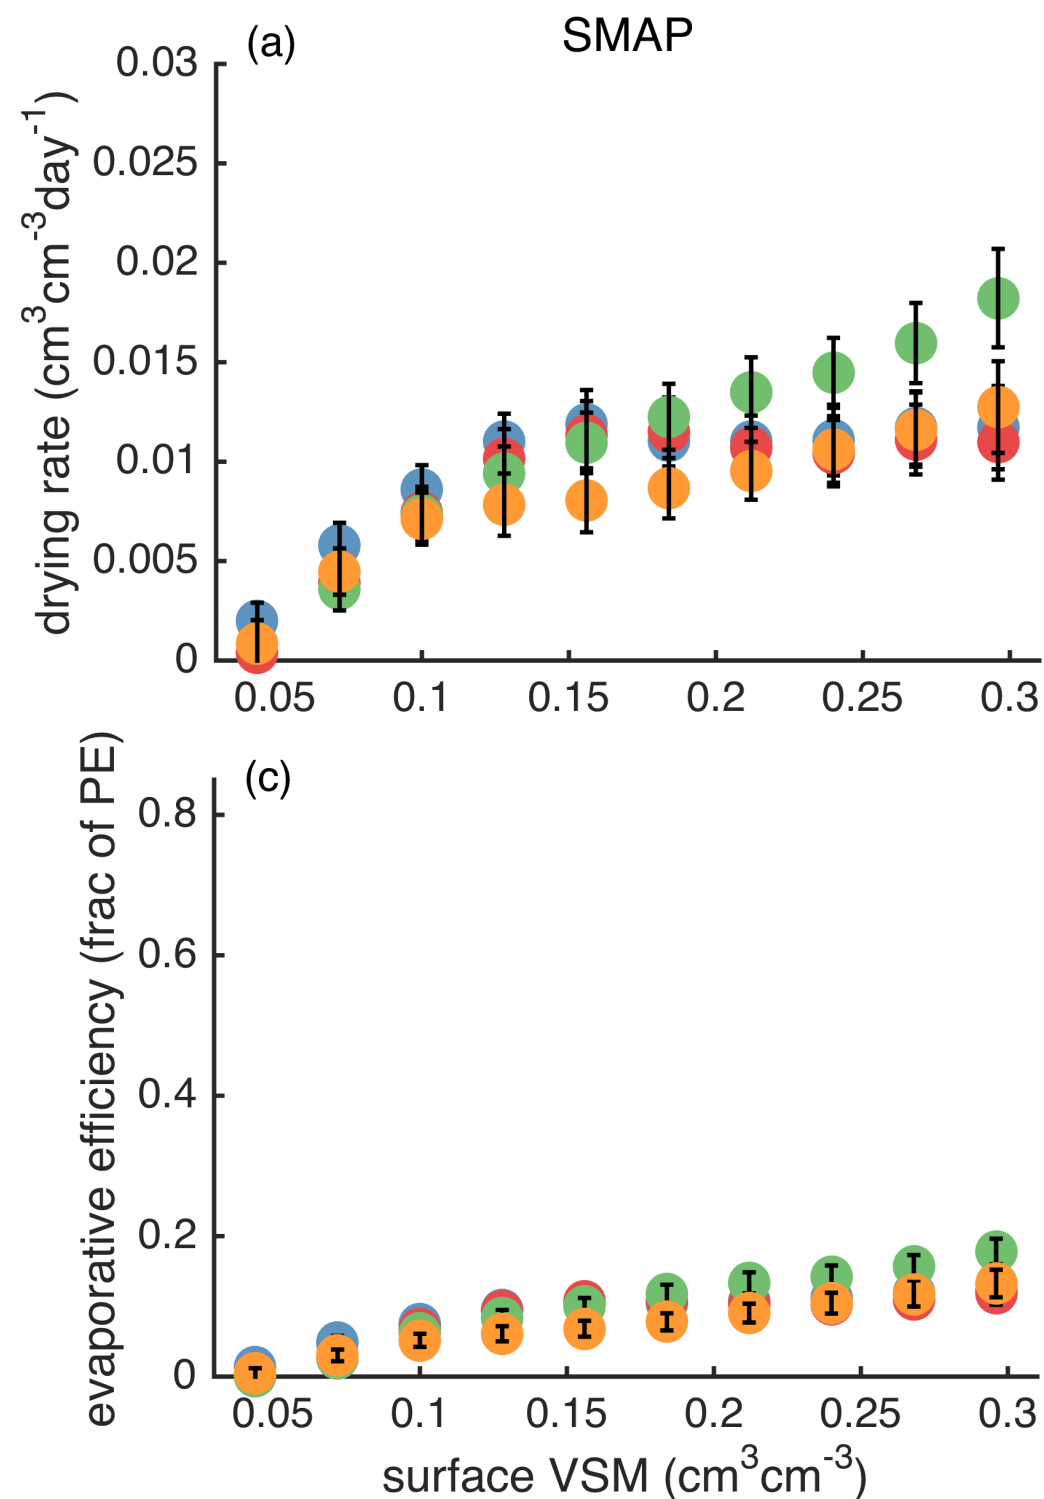 (a) SMAP
drying rate (cm³cm⁻³day⁻¹)
0.03
0.025
0.02
0.015
0.01
0.005
0
0.05 0.1 0.15 0.2 0.25 0.3
(c)
evaporative efficiency (frac of PE)
0.8
0.6
0.4
0.2
0
0.05 0.1 0.15 0.2 0.25 0.3
surface VSM (cm³cm⁻³)